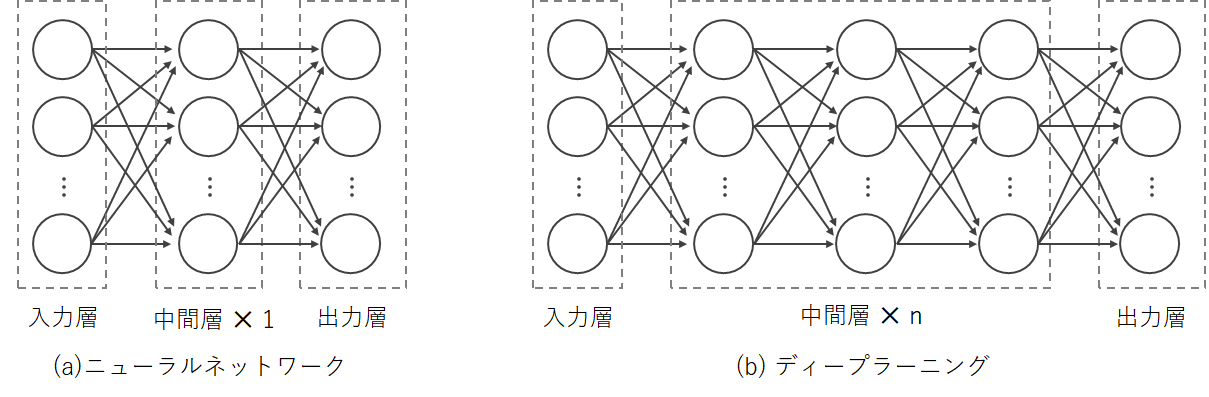 入力層
中間層 × 1
出力層
(a)ニューラルネットワーク
入力層
中間層 × n
出力層
(b) ディープラーニング